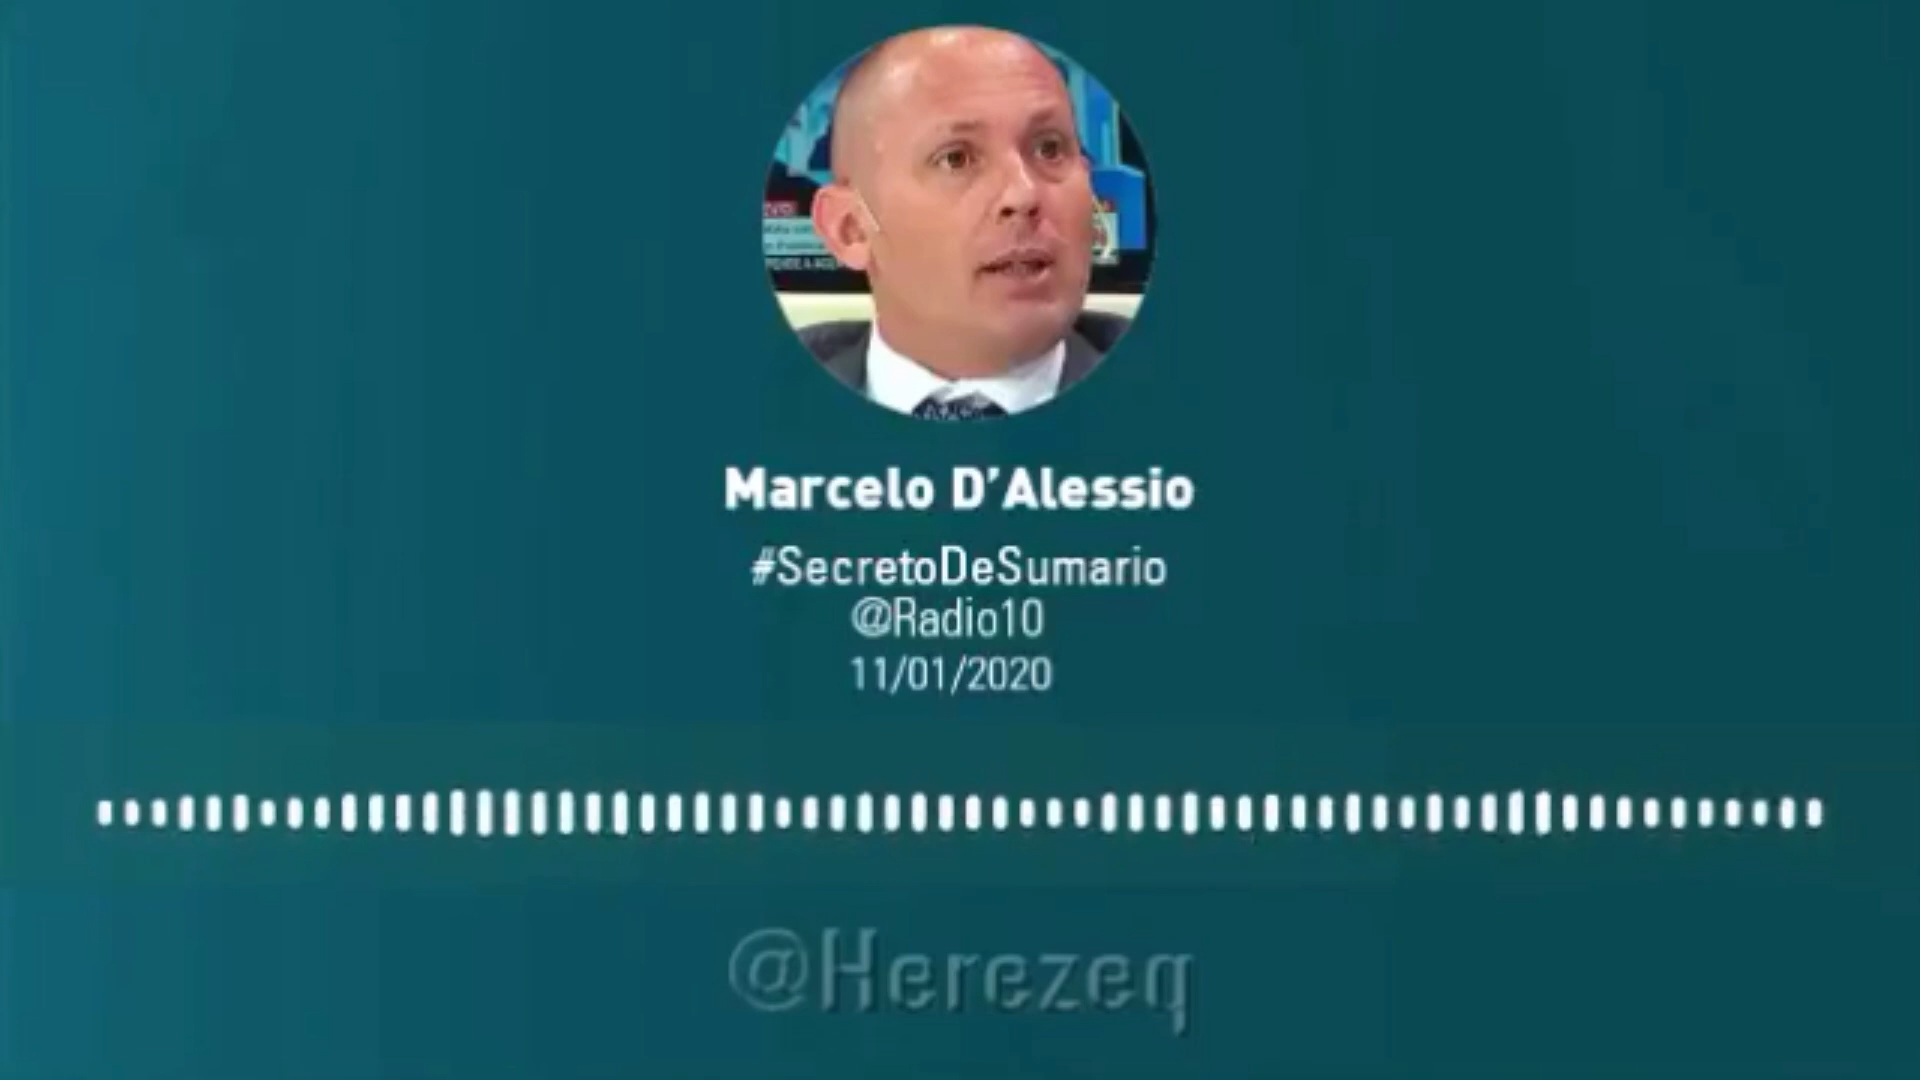 Marcelo D'Alessio
#SecretoDeSumario
@Radio10
11/01/2020
@Herezeq